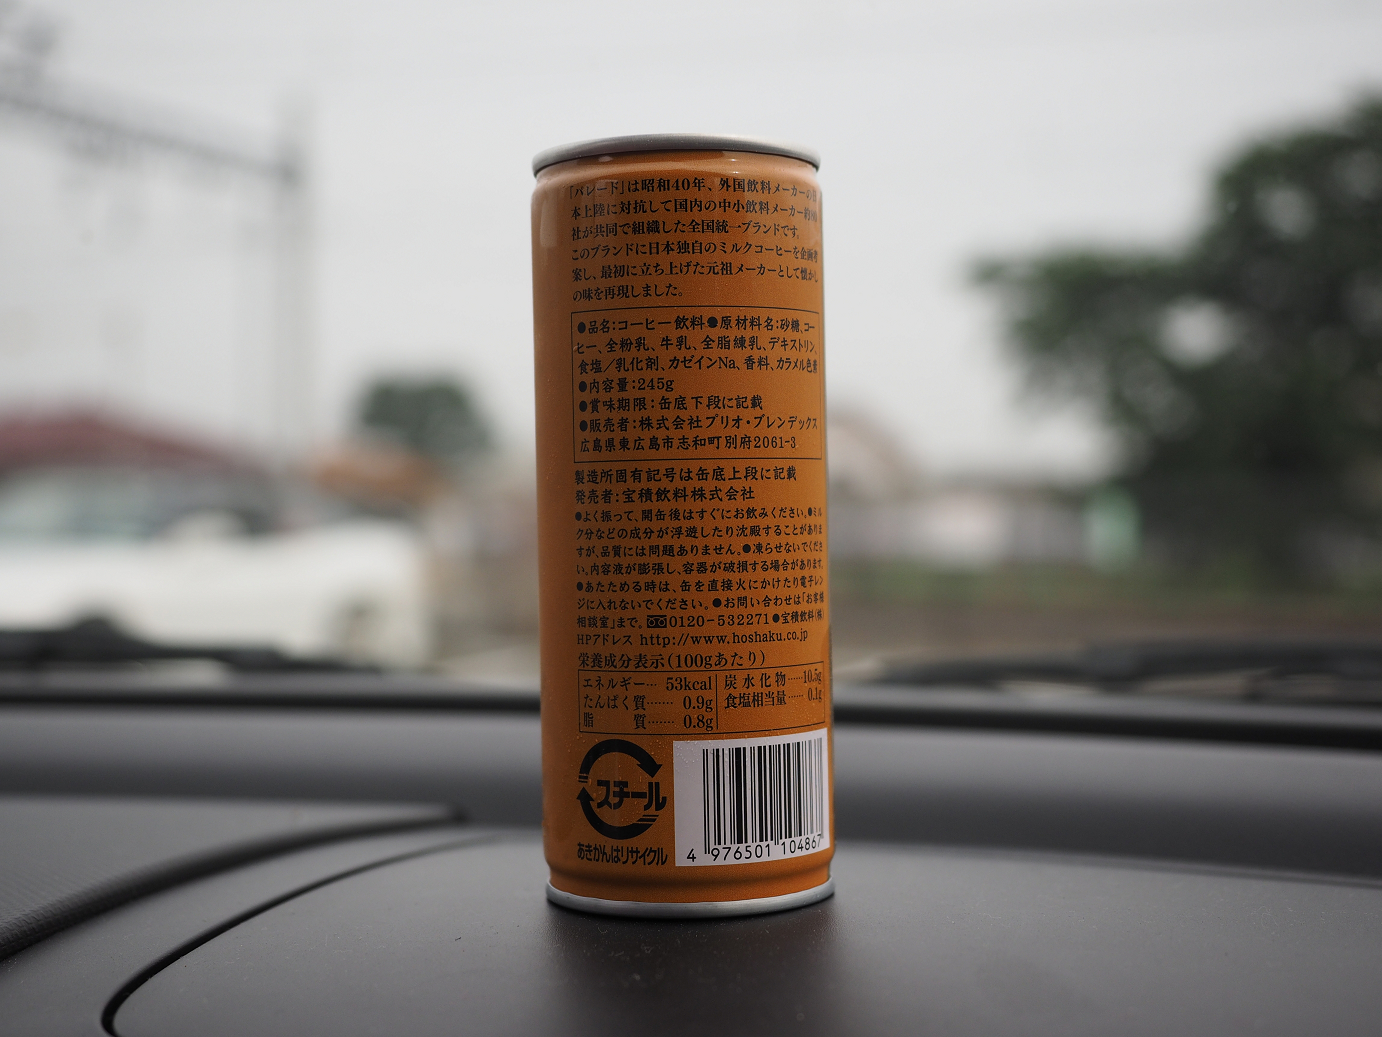 「パレード」は昭和40年、外国飲料メーカーの日
本上陸に対抗して国内の中小飲料メーカー約
社が共同で組織した全国統一ブランドです。
このブランドに日本独自のミルクコーヒーを企画考
案し、最初に立ち上げた元祖メーカーとして懐かし
の味を再現しました。
●品名:コーヒー飲料●原材料名:砂糖、コー
ヒー、全粉乳、牛乳、全脂練乳、デキストリン、
食塩/乳化剤、カゼインNa、香料、カラメル色素
●内容量:245g
●賞味期限:缶底下段に記載
●販売者:株式会社プリオ・ブレンデックス
広島県東広島市志和町別府2061-3
製造所固有記号は缶底上段に記載
発売者:宝積飲料株式会社
●よく振って、開缶後はすぐにお飲みください。●ミル
ク分などの成分が浮遊したり沈殿することがありま
すが、品質には問題ありません。●凍らせないでくださ
い。内容液が膨張し、容器が破損する場合があります。
●あたためる時は、缶を直接火にかけたり電子レン
ジに入れないでください。●お問い合わせは「お客様
相談室」まで。0120-532271●宝積飲料(株)
HPアドレス http://www.hoshaku.co.jp
栄養成分表示(100gあたり)
エネルギー… 53kcal 炭水化物……10.5g
たんぱく質…… 0.9g 食塩相当量…… 0.1g
脂 質…… 0.8g
スチール
あきかんはリサイクル
4 976501 104867